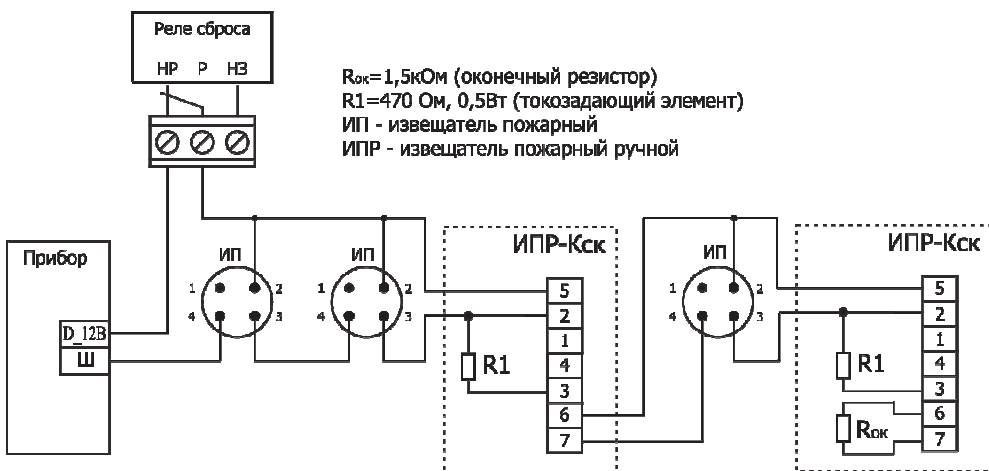 Реле сброса
НР Р НЗ
Rок=1,5кОм (оконечный резистор)
R1=470 Ом, 0,5Вт (токозадающий элемент)
ИП - извещатель пожарный
ИПР - извещатель пожарный ручной
Прибор
D_12В
Ш
ИП
1 2
4 3
ИП
1 2
4 3
ИПР-Кск
5
2
1
4
3
6
7
R1
ИП
1 2
4 3
ИПР-Кск
5
2
1
4
3
6
7
R1
Rок